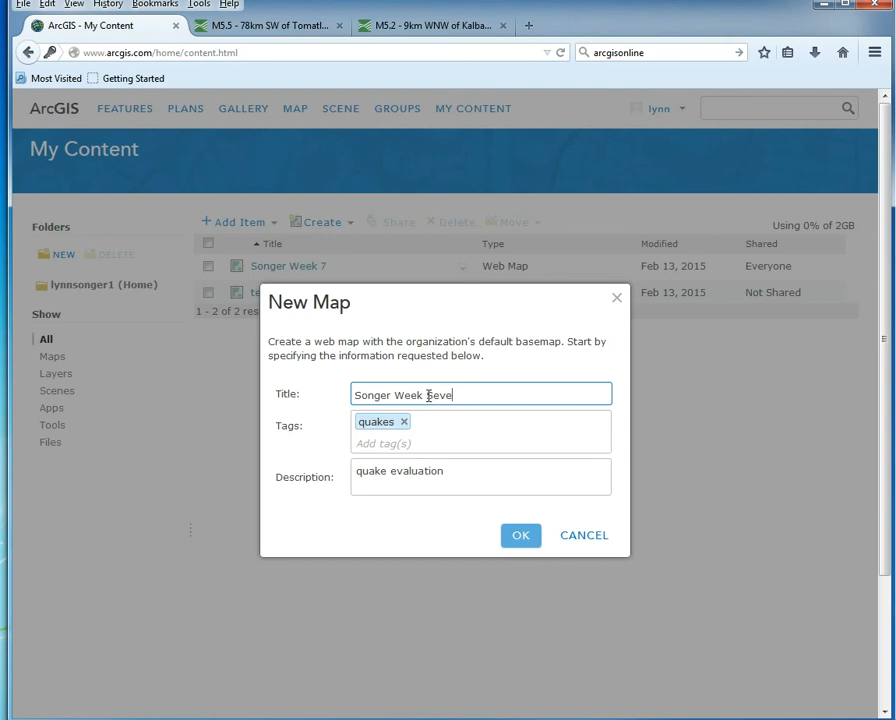 File Edit View History Bookmarks Tools Help
ArcGIS - My Content × M5.5 - 78km SW of Tomatl... × M5.2 - 9km WNW of Kalba... × +
www.arcgis.com/home/content.html arcgisonline
Most Visited Getting Started
ArcGIS FEATURES PLANS GALLERY MAP SCENE GROUPS MY CONTENT lynn
My Content
Folders
+ Add Item Create Share × Delete Move Using 0% of 2GB
Title Type Modified Shared
NEW DELETE
Songer Week 7 Web Map Feb 13, 2015 Everyone
lynnsonger1 (Home)
te Feb 13, 2015 Not Shared
1 - 2 of 2 res
Show
All
Maps
Layers
Scenes
Apps
Tools
Files
New Map ×
Create a web map with the organization's default basemap. Start by
specifying the information requested below.
Title: Songer Week Seve
Tags: quakes ×
Add tag(s)
Description: quake evaluation
OK CANCEL